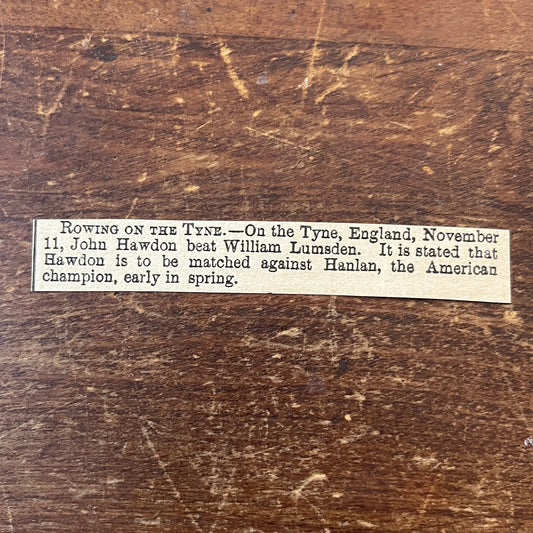 ROWING ON THE TYNE.—On the Tyne, England, November
11, John Hawdon beat William Lumsden. It is stated that
Hawdon is to be matched against Hanlan, the American
champion, early in spring.